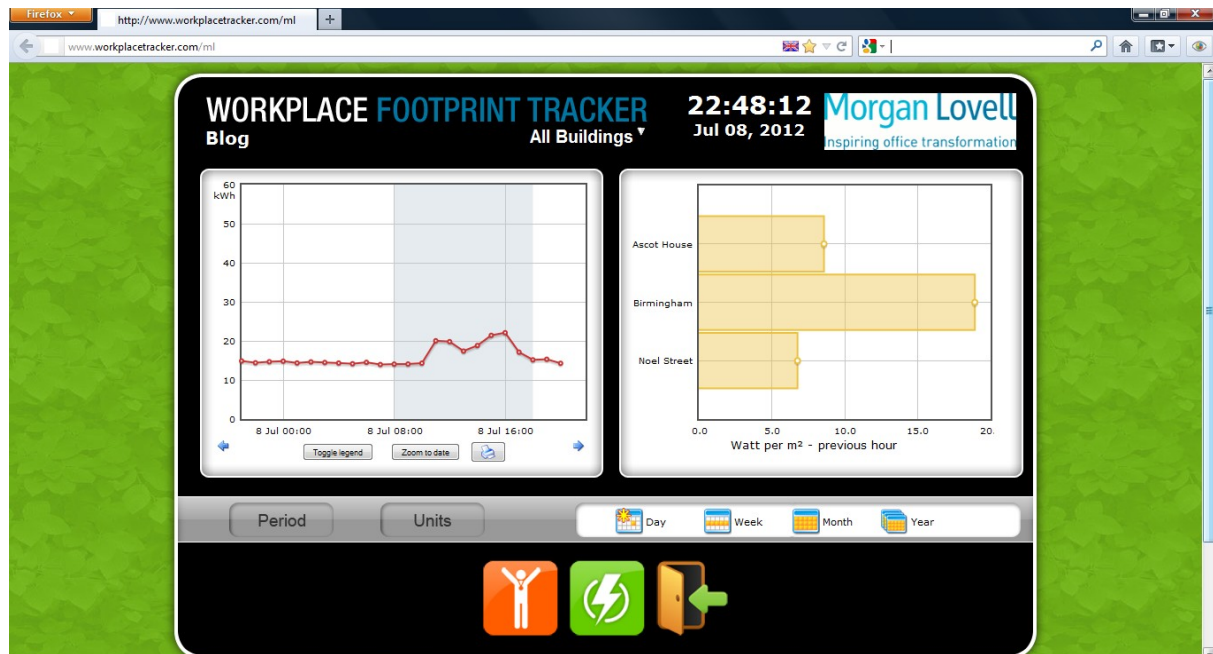 Firefox
http://www.workplacetracker.com/ml
+
www.workplacetracker.com/ml
WORKPLACE FOOTPRINT TRACKER
Blog
All Buildings
22:48:12
Jul 08, 2012
Morgan Lovell
Inspiring office transformation
60
kWh
50
40
30
20
10
0
8 Jul 00:00 8 Jul 08:00 8 Jul 16:00
Toggle legend Zoom to date
Ascot House
Birmingham
Noel Street
0.0 5.0 10.0 15.0 20.
Watt per m² - previous hour
Period Units Day Week Month Year